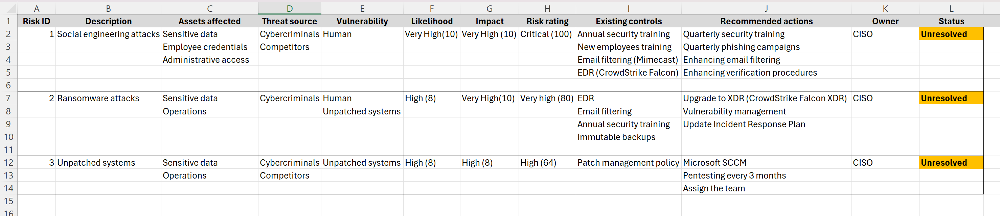 A B C D E F G H I J K L
1 Risk ID Description Assets affected Threat source Vulnerability Likelihood Impact Risk rating Existing controls Recommended actions Owner Status
2 1 Social engineering attacks Sensitive data Cybercriminals Human Very High(10) Very High (10) Critical (100) Annual security training Quarterly security training CISO Unresolved
3 Employee credentials Competitors New employees training Quarterly phishing campaigns
4 Administrative access Email filtering (Mimecast) Enhancing email filtering
5 EDR (CrowdStrike Falcon) Enhancing verification procedures
6
7 2 Ransomware attacks Sensitive data Cybercriminals Human High (8) Very High(10) Very high (80) EDR Upgrade to XDR (CrowdStrike Falcon XDR) CISO Unresolved
8 Operations Unpatched systems Email filtering Vulnerability management
9 Annual security training Update Incident Response Plan
10 Immutable backups
11
12 3 Unpatched systems Sensitive data Cybercriminals Unpatched systems High (8) High (8) High (64) Patch management policy Microsoft SCCM CISO Unresolved
13 Operations Competitors Pentesting every 3 months
14 Assign the team
15
16